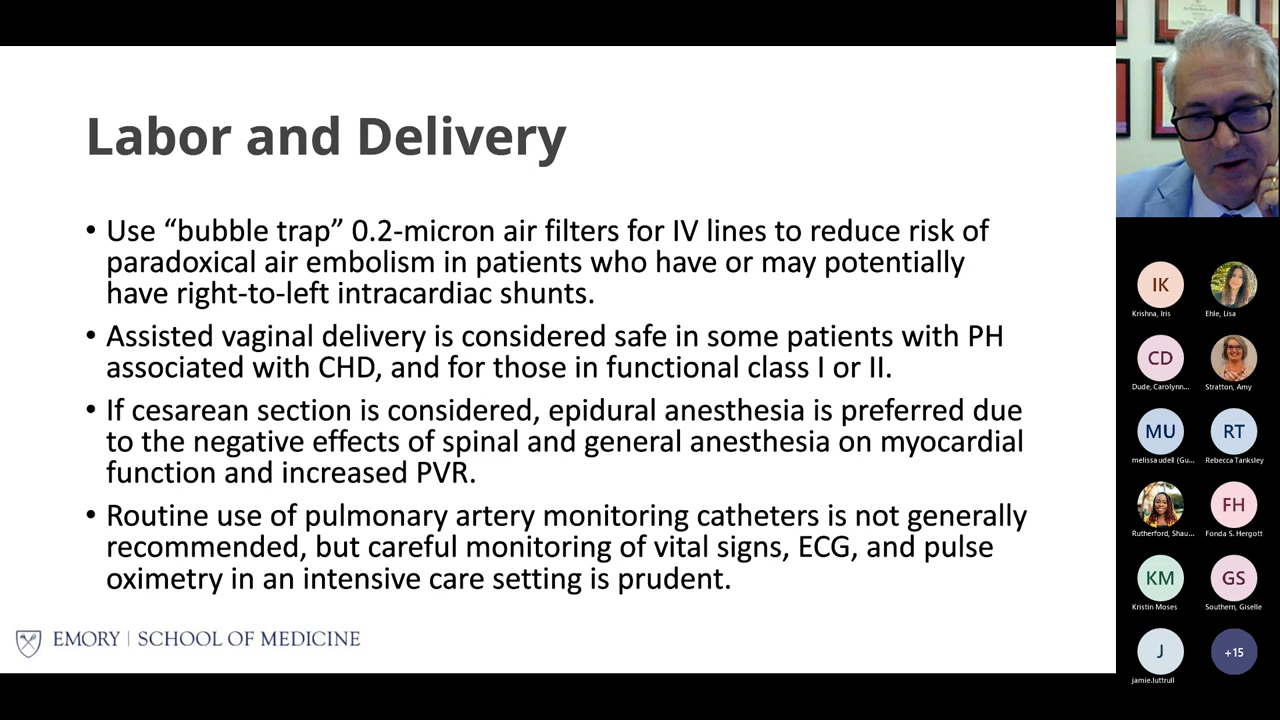 Labor and Delivery
• Use “bubble trap” 0.2-micron air filters for IV lines to reduce risk of
paradoxical air embolism in patients who have or may potentially
have right-to-left intracardiac shunts.
• Assisted vaginal delivery is considered safe in some patients with PH
associated with CHD, and for those in functional class I or II.
• If cesarean section is considered, epidural anesthesia is preferred due
to the negative effects of spinal and general anesthesia on myocardial
function and increased PVR.
• Routine use of pulmonary artery monitoring catheters is not generally
recommended, but careful monitoring of vital signs, ECG, and pulse
oximetry in an intensive care setting is prudent.
EMORY | SCHOOL OF MEDICINE
IK
Krishna, Iris
Ehle, Lisa
CD
Dude, Carolynn...
Stratton, Amy
MU
melissa udell (Gu...
RT
Rebecca Tanksley
Rutherford, Shau...
FH
Fonda S. Hergott
KM
Kristin Moses
GS
Southern, Giselle
J
jamie.luttrull
+15